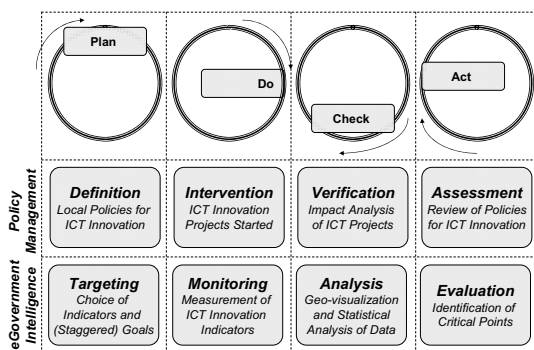 Plan
Do
Check
Act
Policy
Management
Definition
Local Policies for
ICT Innovation
Intervention
ICT Innovation
Projects Started
Verification
Impact Analysis
of ICT Projects
Assessment
Review of Policies
for ICT Innovation
eGovernment
Intelligence
Targeting
Choice of
Indicators and
(Staggered) Goals
Monitoring
Measurement of
ICT Innovation
Indicators
Analysis
Geo-visualization
and Statistical
Analysis of Data
Evaluation
Identification of
Critical Points